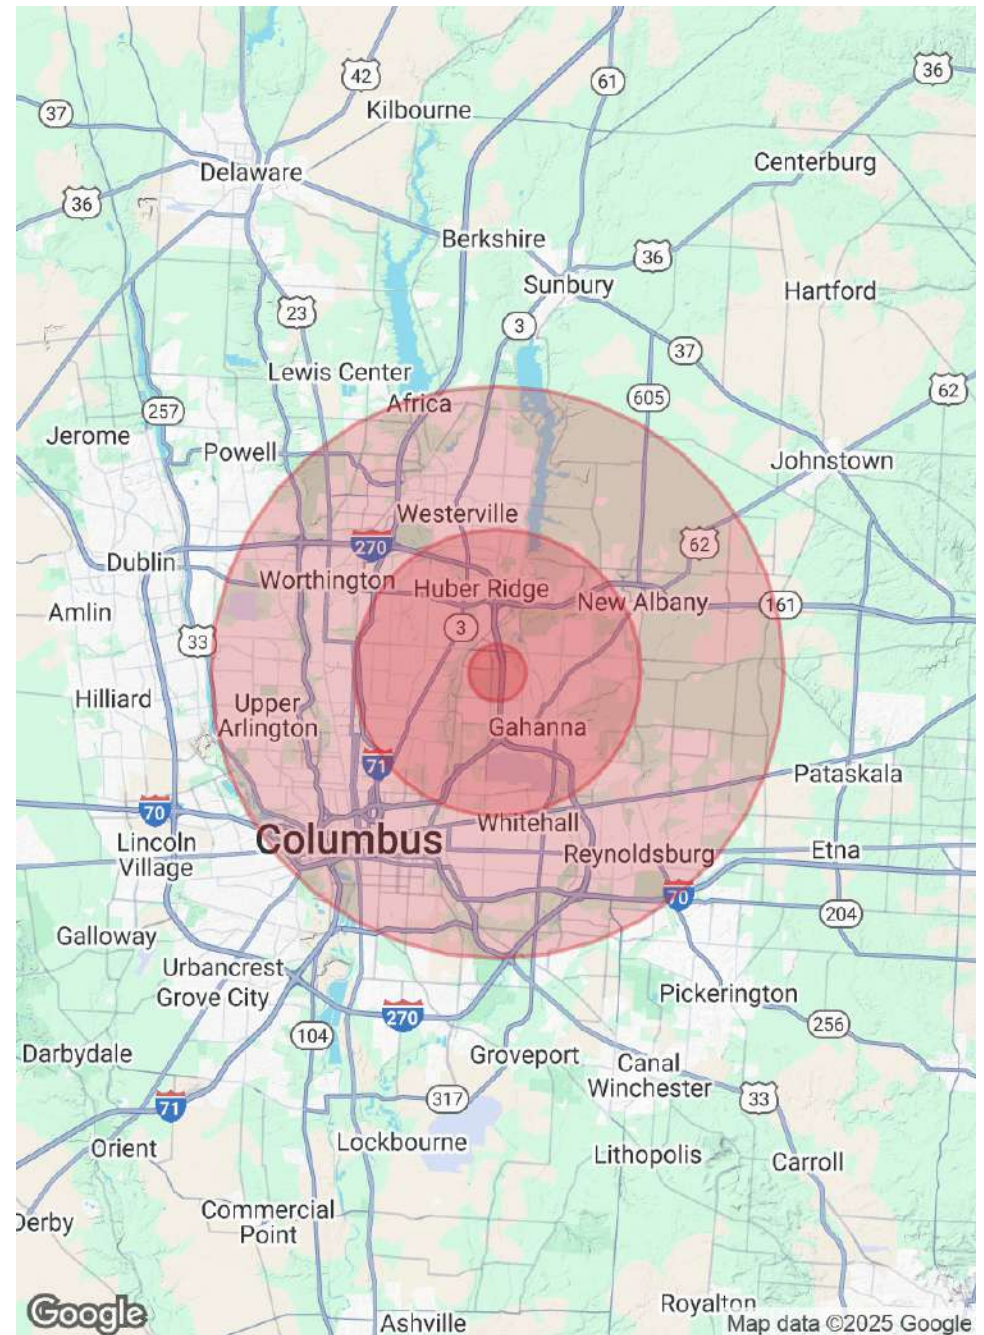 36
42
61
Kilbourne
37
Centerburg
Delaware
36
Berkshire
36
Sunbury
Hartford
23
3
37
Lewis Center
62
605
Africa
257
Jerome
Powell
Johnstown
Westerville
62
270
Dublin
Worthington
Huber Ridge
New Albany
161
Amlin
3
33
Hilliard
Upper
Arlington
Gahanna
71
Pataskala
70
Whitehall
Columbus
Lincoln
Village
Reynoldsburg
Etna
70
204
Galloway
Urbancrest
Grove City
Pickerington
270
256
104
Darbydale
Groveport
Canal
Winchester
317
33
71
Orient
Lockbourne
Lithopolis
Carroll
Commercial
Point
Derby
Royalton
Google
Ashville
Map data ©2025 Google